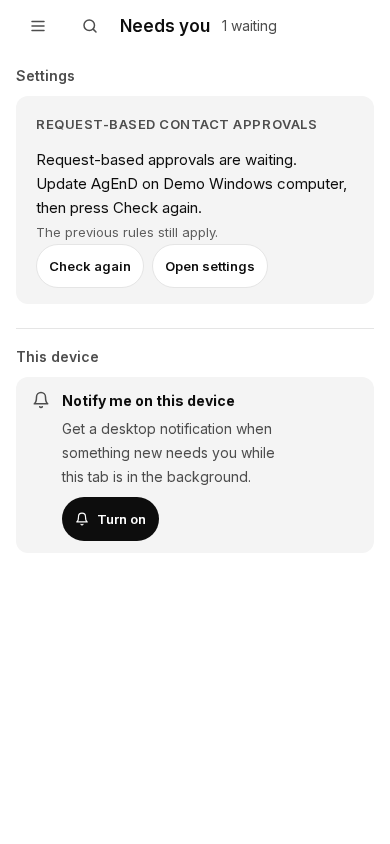 Needs you 1 waiting
Settings
REQUEST-BASED CONTACT APPROVALS
Request-based approvals are waiting.
Update AgEnD on Demo Windows computer,
then press Check again.
The previous rules still apply.
Check again Open settings
This device
Notify me on this device
Get a desktop notification when
something new needs you while
this tab is in the background.
Turn on